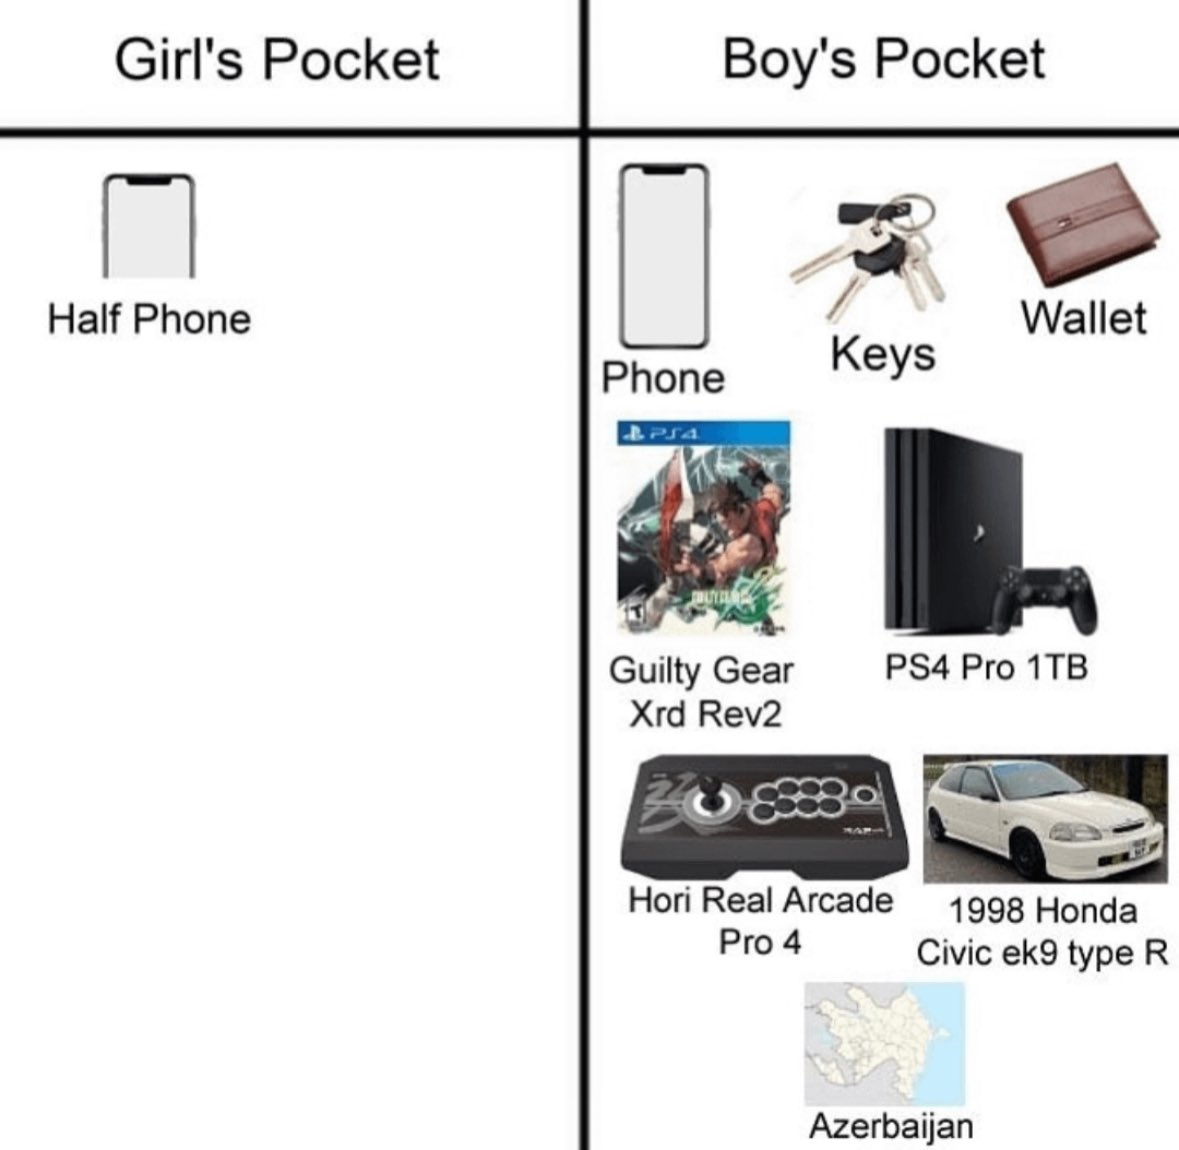 Girl's Pocket
Boy's Pocket
Half Phone
Phone
Keys
Wallet
PS4
Guilty Gear
Xrd Rev2
PS4 Pro 1TB
Hori Real Arcade
Pro 4
1998 Honda
Civic ek9 type R
Azerbaijan